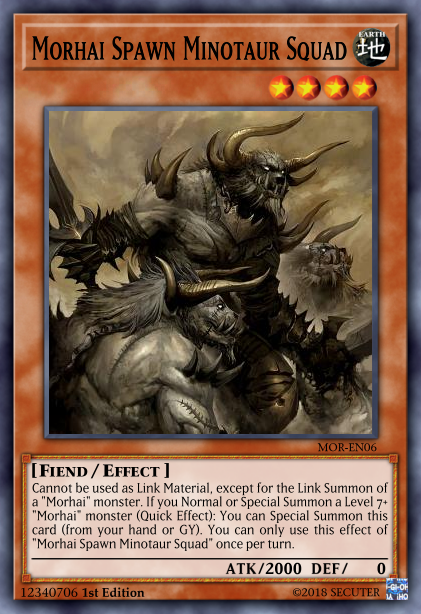 MORHAI SPAWN MINOTAUR SQUAD
EARTH
地
MOR-EN06
[FIEND / EFFECT]
Cannot be used as Link Material, except for the Link Summon of
a "Morhai" monster. If you Normal or Special Summon a Level 7+
"Morhai" monster (Quick Effect): You can Special Summon this
card (from your hand or GY). You can only use this effect of
"Morhai Spawn Minotaur Squad" once per turn.
ATK/2000 DEF/ 0
12340706 1st Edition ©2018 SECUTER